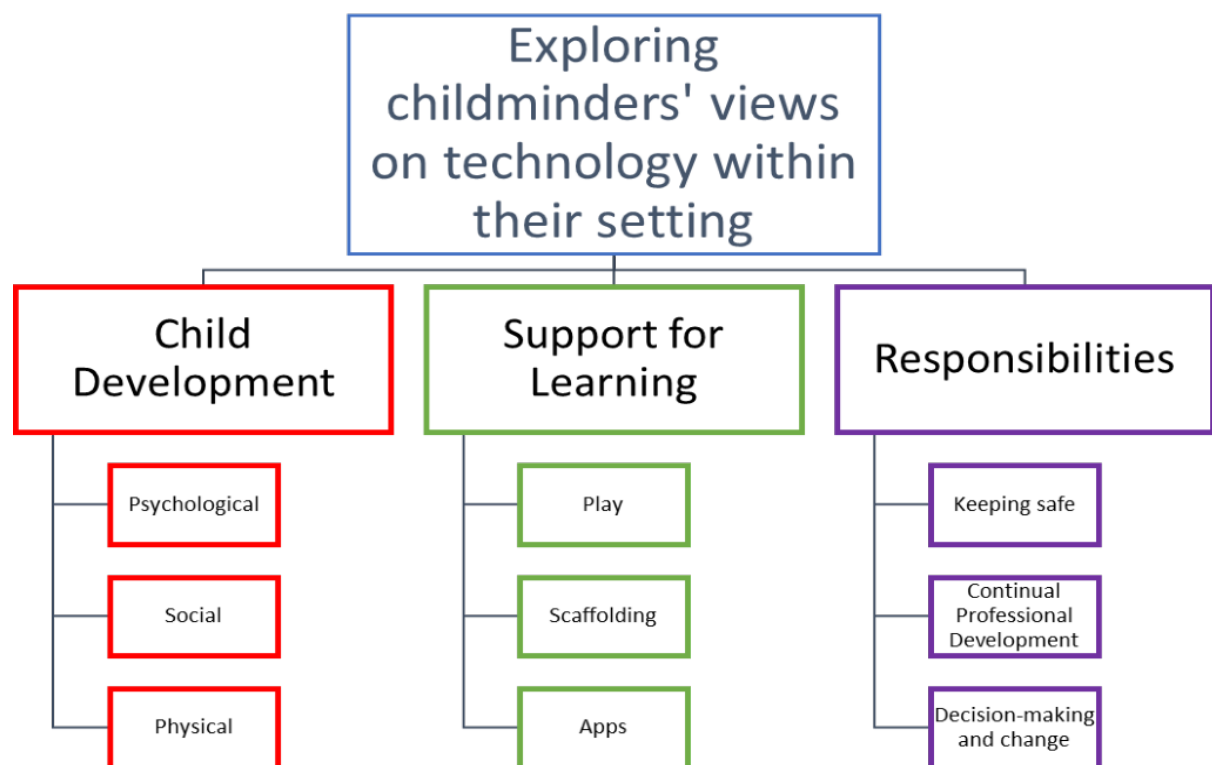 Exploring
childminders' views
on technology within
their setting
Child
Development
Support for
Learning
Responsibilities
Psychological
Social
Physical
Play
Scaffolding
Apps
Keeping safe
Continual
Professional
Development
Decision-making
and change